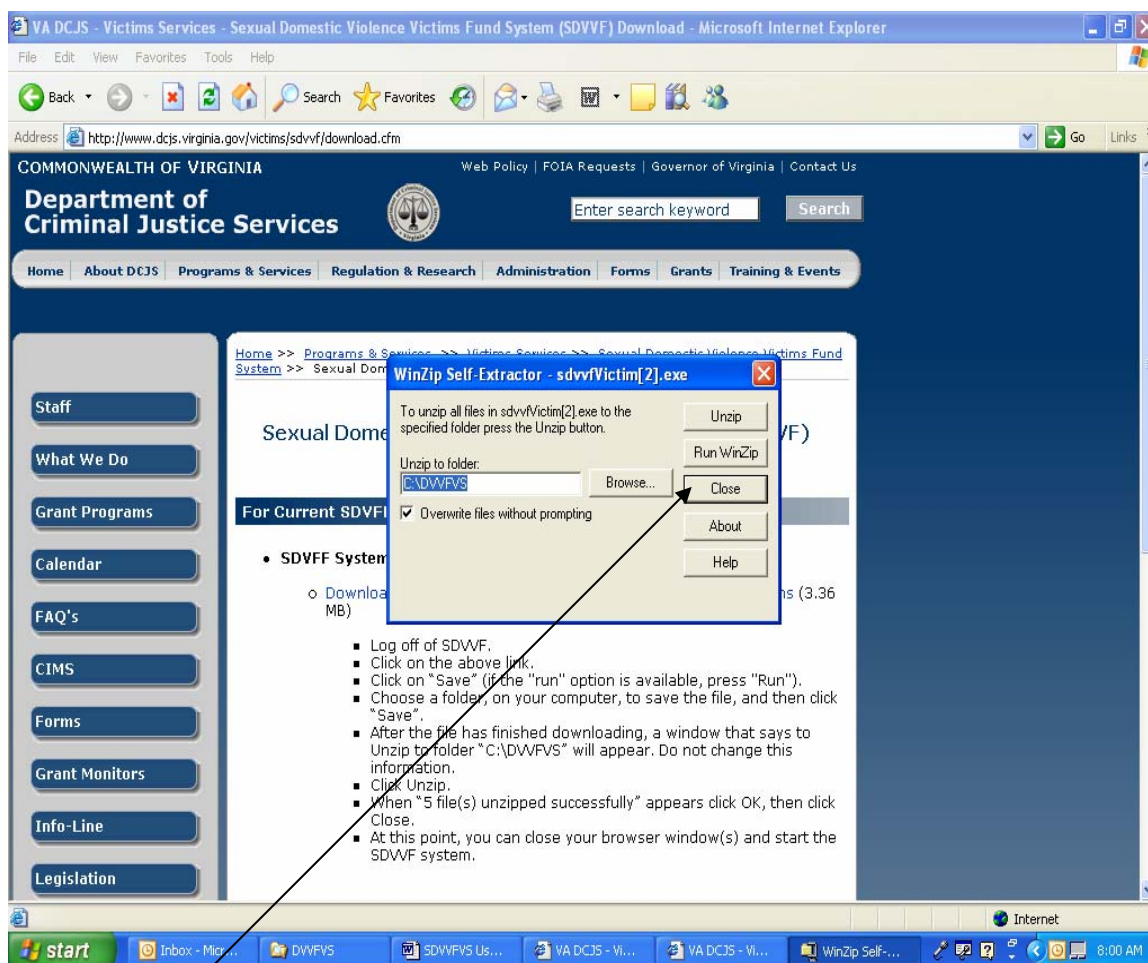 VA DCJS - Victims Services - Sexual Domestic Violence Victims Fund System (SDVVF) Download - Microsoft Internet Explorer
File Edit View Favorites Tools Help
Back Search Favorites
Address http://www.dcjs.virginia.gov/victims/sdvvf/download.cfm Go Links
COMMONWEALTH OF VIRGINIA
Web Policy | FOIA Requests | Governor of Virginia | Contact Us
Department of
Criminal Justice Services
Enter search keyword Search
Home About DCJS Programs & Services Regulation & Research Administration Forms Grants Training & Events
Home >> Programs & Services >> Victims Services >> Sexual Domestic Violence Victims Fund
System >> Sexual Dom
WinZip Self-Extractor - sdvvfVictim[2].exe
To unzip all files in sdvvfVictim[2].exe to the
specified folder press the Unzip button.
Unzip to folder:
C:\DVVFVS
Browse...
Overwrite files without prompting
Unzip
Run WinZip
Close
About
Help
Staff
What We Do
Grant Programs
Calendar
FAQ's
CIMS
Forms
Grant Monitors
Info-Line
Legislation
Sexual Dome VF)
For Current SDVF
• SDVFF System
o Downloa ns (3.36
MB)
▪ Log off of SDVVF.
▪ Click on the above link.
▪ Click on "Save" (if the "run" option is available, press "Run").
▪ Choose a folder, on your computer, to save the file, and then click
"Save".
▪ After the file has finished downloading, a window that says to
Unzip to folder "C:\DVVFVS" will appear. Do not change this
information.
▪ Click Unzip.
▪ When "5 file(s) unzipped successfully" appears click OK, then click
Close.
▪ At this point, you can close your browser window(s) and start the
SDVVF system.
Internet
start Inbox - Micr... DVVFVS SDVVFVS Us... VA DCJS - Vi... VA DCJS - Vi... WinZip Self-... 8:00 AM